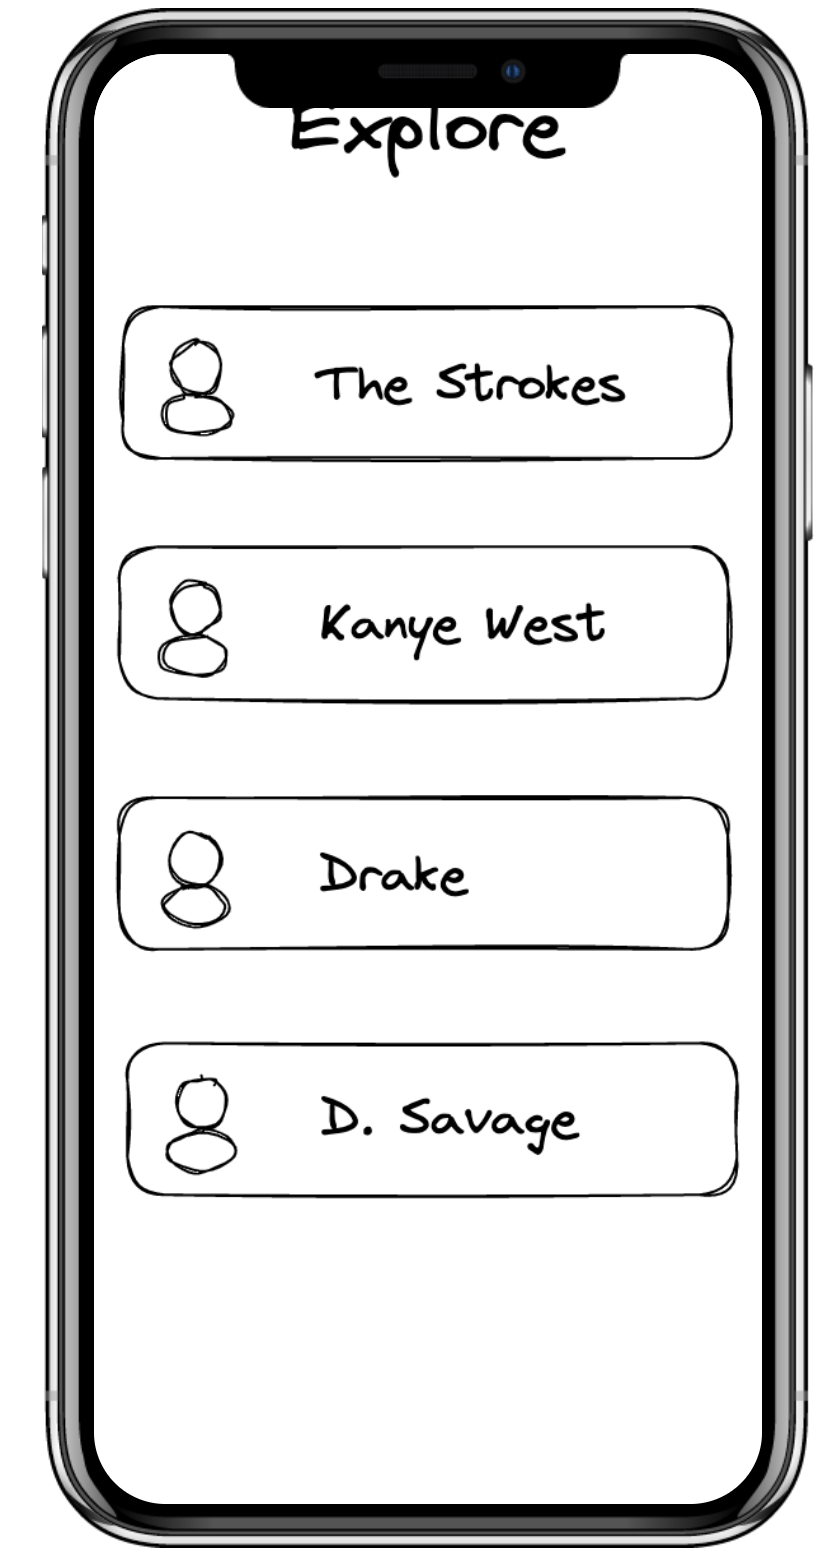 Explore
The Strokes
Kanye West
Drake
D. Savage